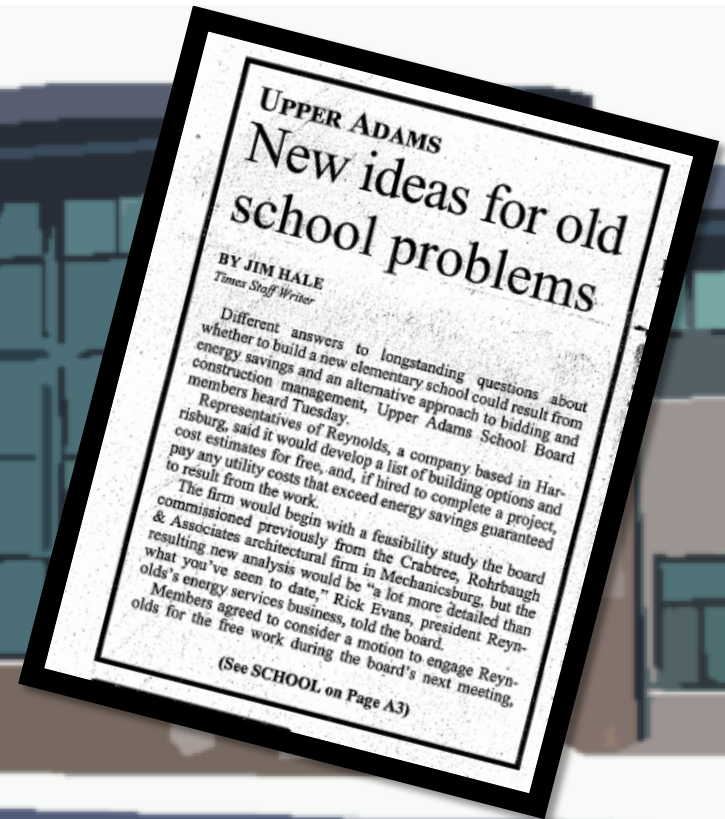 UPPER ADAMS
New ideas for old
school problems
BY JIM HALE
Times Staff Writer
Different answers to longstanding questions about
whether to build a new elementary school could result from
energy savings and an alternative approach to bidding and
construction management, Upper Adams School Board
members heard Tuesday.
Representatives of Reynolds, a company based in Har-
risburg, said it would develop a list of building options and
cost estimates for free, and, if hired to complete a project,
pay any utility costs that exceed energy savings guaranteed
to result from the work.
The firm would begin with a feasibility study the board
commissioned previously from the Crabtree, Rohrbaugh
& Associates architectural firm in Mechanicsburg, but the
resulting new analysis would be “a lot more detailed than
what you’ve seen to date,” Rick Evans, president Reyn-
olds’s energy services business, told the board.
Members agreed to consider a motion to engage Reyn-
olds for the free work during the board’s next meeting,
(See SCHOOL on Page A3)